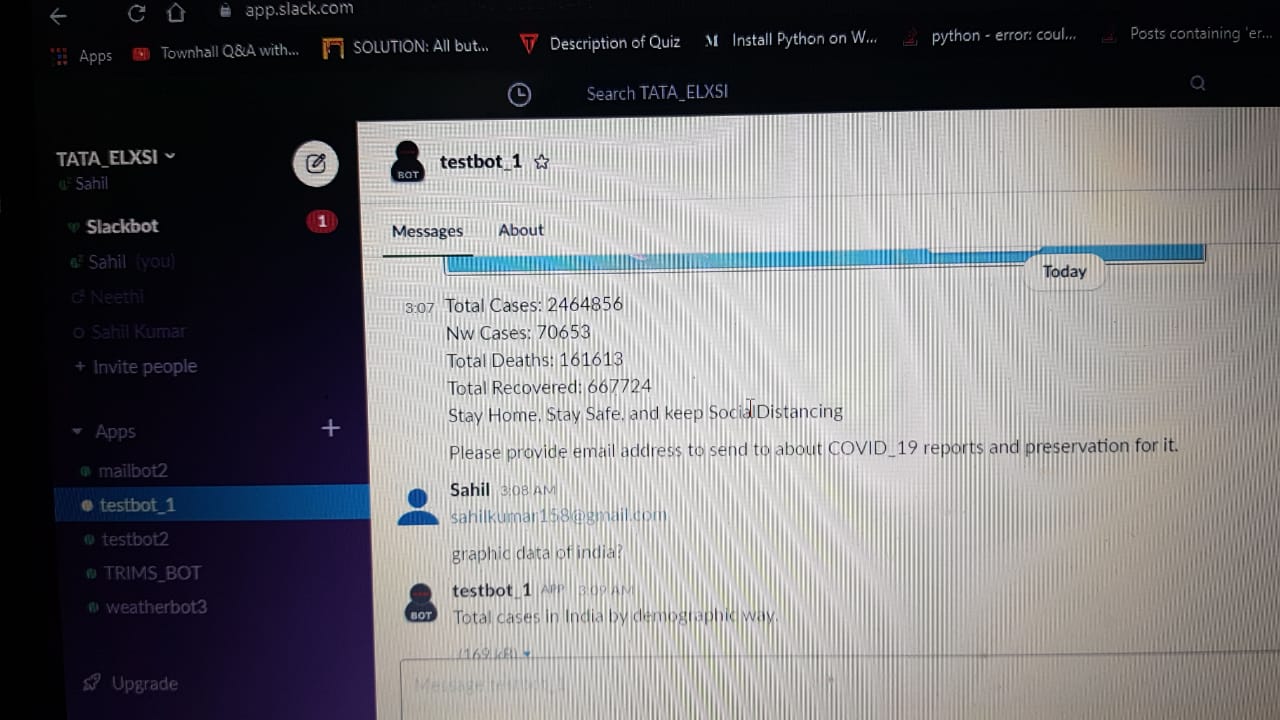 app.slack.com
Apps Townhall Q&A with... SOLUTION: All but... Description of Quiz Install Python on W... python - error: coul... Posts containing 'er...
Search TATA_ELXSI
TATA_ELXSI
Sahil
Slackbot 1
Sahil (you)
Neethi
Sahil Kumar
+ Invite people
Apps +
mailbot2
testbot_1
testbot2
TRIMS_BOT
weatherbot3
Upgrade
BOT testbot_1
Messages About
Today
3:07 Total Cases: 2464856
Nw Cases: 70653
Total Deaths: 161613
Total Recovered: 667724
Stay Home, Stay Safe, and keep SocialDistancing
Please provide email address to send to about COVID_19 reports and preservation for it.
Sahil 3:08 AM
sahilkumar158@gmail.com
graphic data of india?
BOT testbot_1 APP 3:09 AM
Total cases in India by demographic way.
(169 kB)
Message